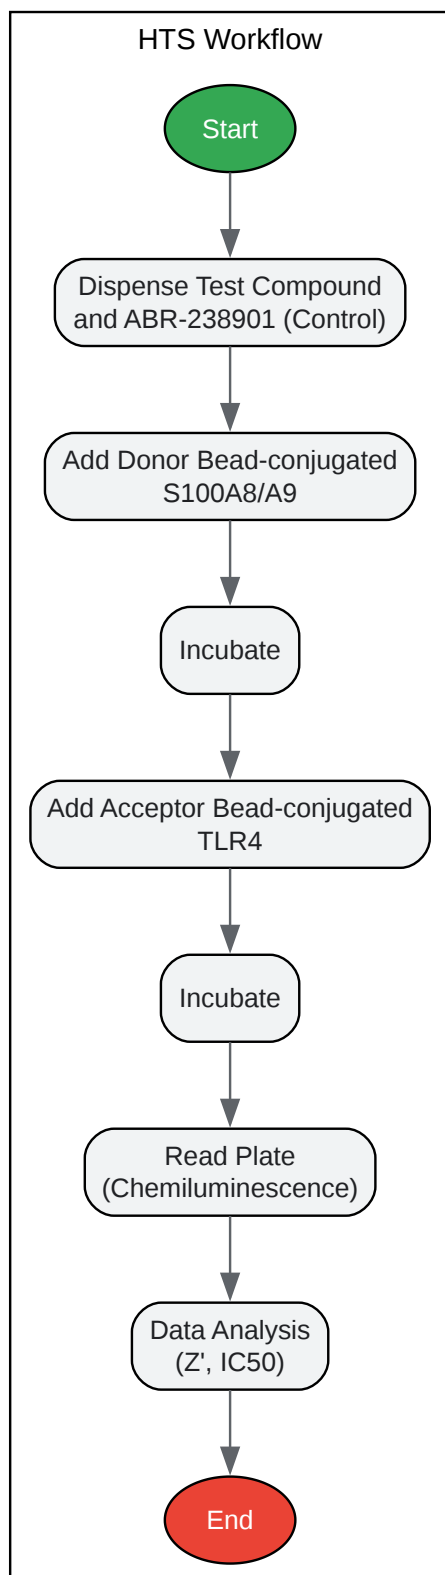 HTS Workflow
Start
Dispense Test Compound
and ABR-238901 (Control)
Add Donor Bead-conjugated
S100A8/A9
Incubate
Add Acceptor Bead-conjugated
TLR4
Incubate
Read Plate
(Chemiluminescence)
Data Analysis
(Z', IC50)
End